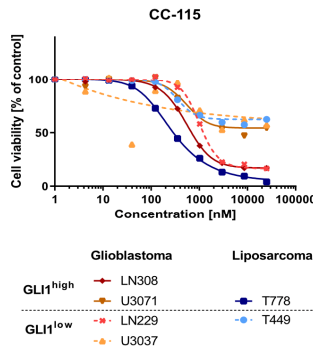 CC-115
Cell viability [% of control]
100
50
0
1
10
100
1000
10000
100000
Concentration [nM]
Glioblastoma
Liposarcoma
GLI1high
LN308
T778
U3071
T449
GLI1low
LN229
U3037